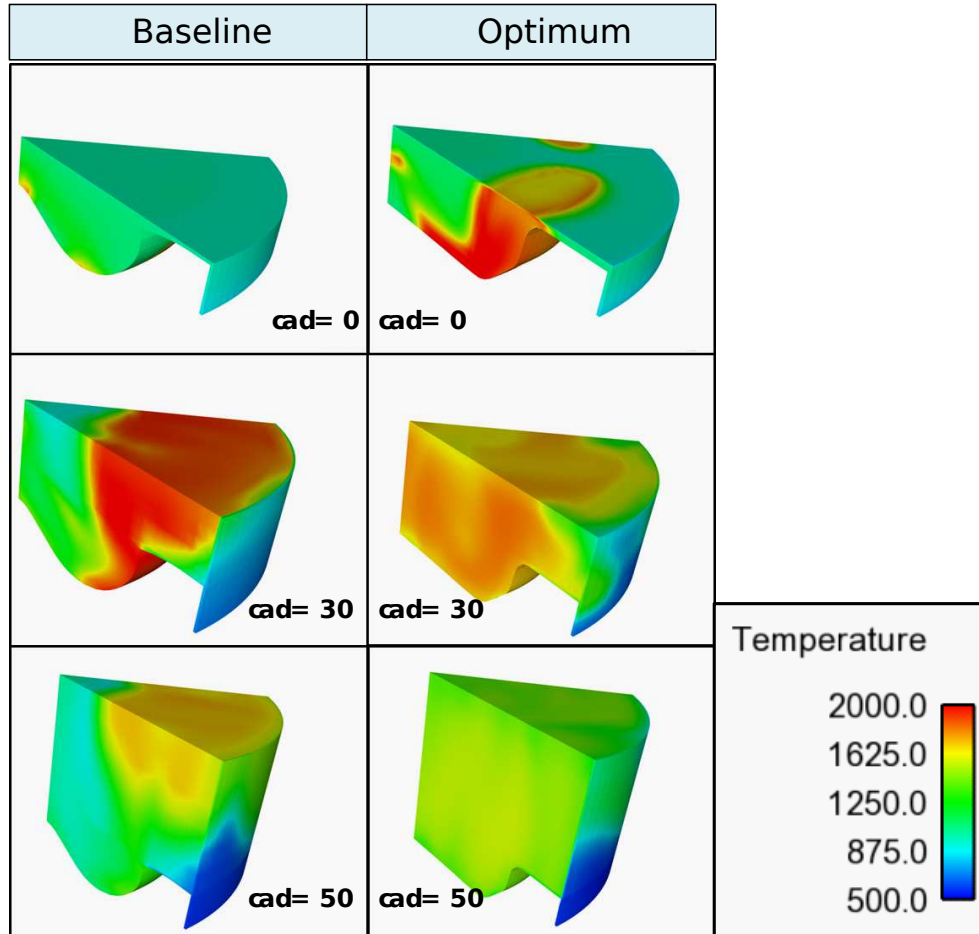 Baseline Optimum
cad= 0 cad= 0
cad= 30 cad= 30
cad= 50 cad= 50
Temperature
2000.0
1625.0
1250.0
875.0
500.0